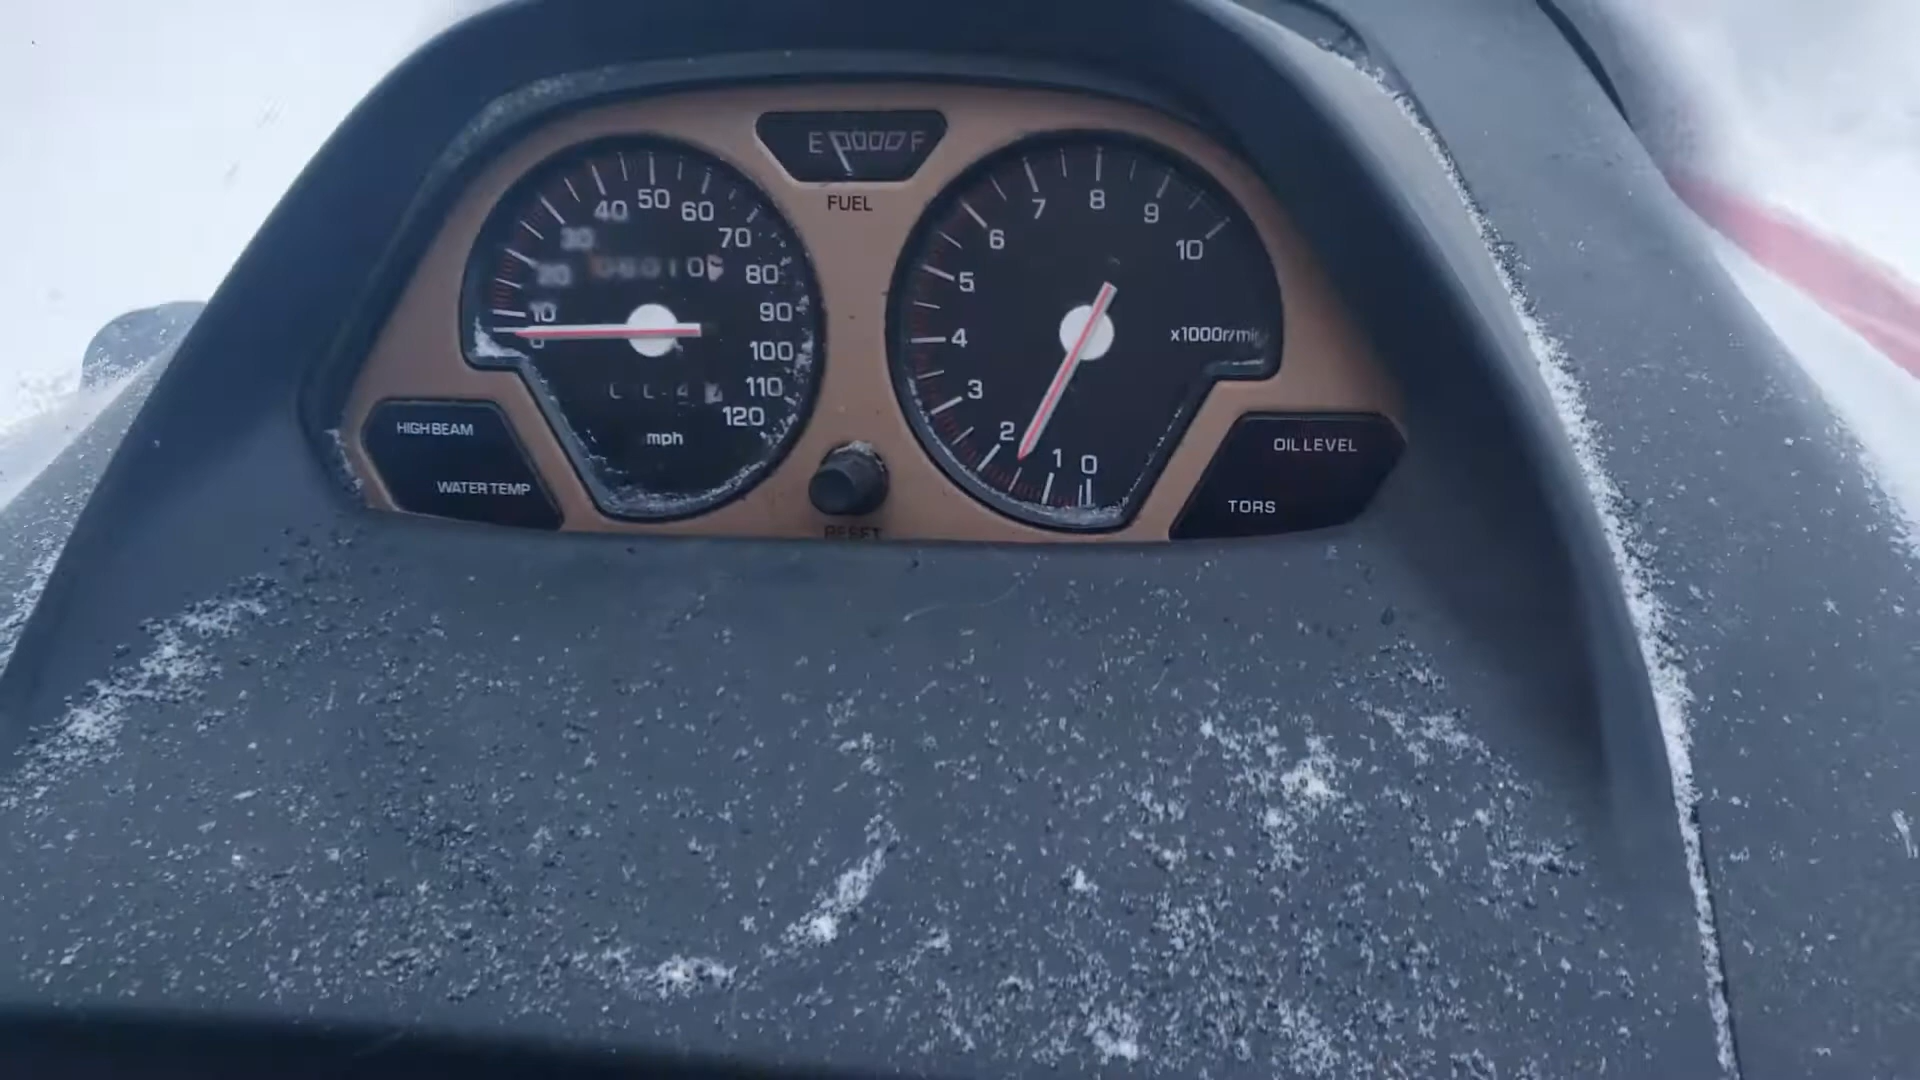 E F
FUEL
10 20 30 40 50 60 70 80 90 100 110 120
0
mph
0 1 2 3 4 5 6 7 8 9 10
x1000r/min
HIGH BEAM
WATER TEMP
RESET
OIL LEVEL
TORS